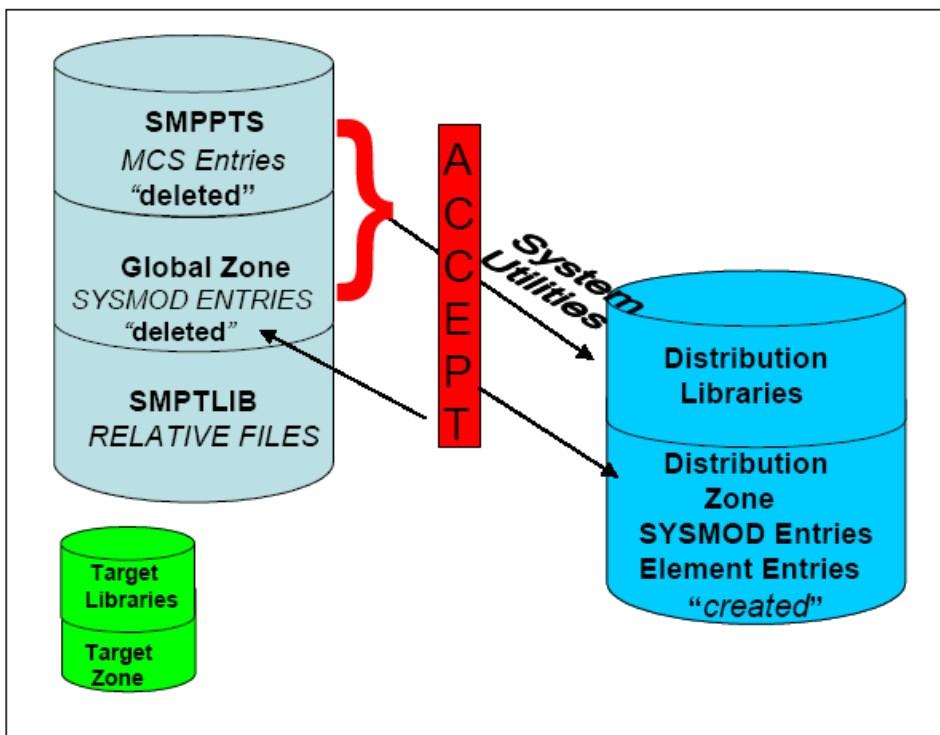 SMPPTS
MCS Entries
“deleted”
Global Zone
SYSMOD ENTRIES
“deleted”
SMPTLIB
RELATIVE FILES
Target
Libraries
Target
Zone
A
C
C
E
P
T
System
Utilities
Distribution
Libraries
Distribution
Zone
SYSMOD Entries
Element Entries
“created”